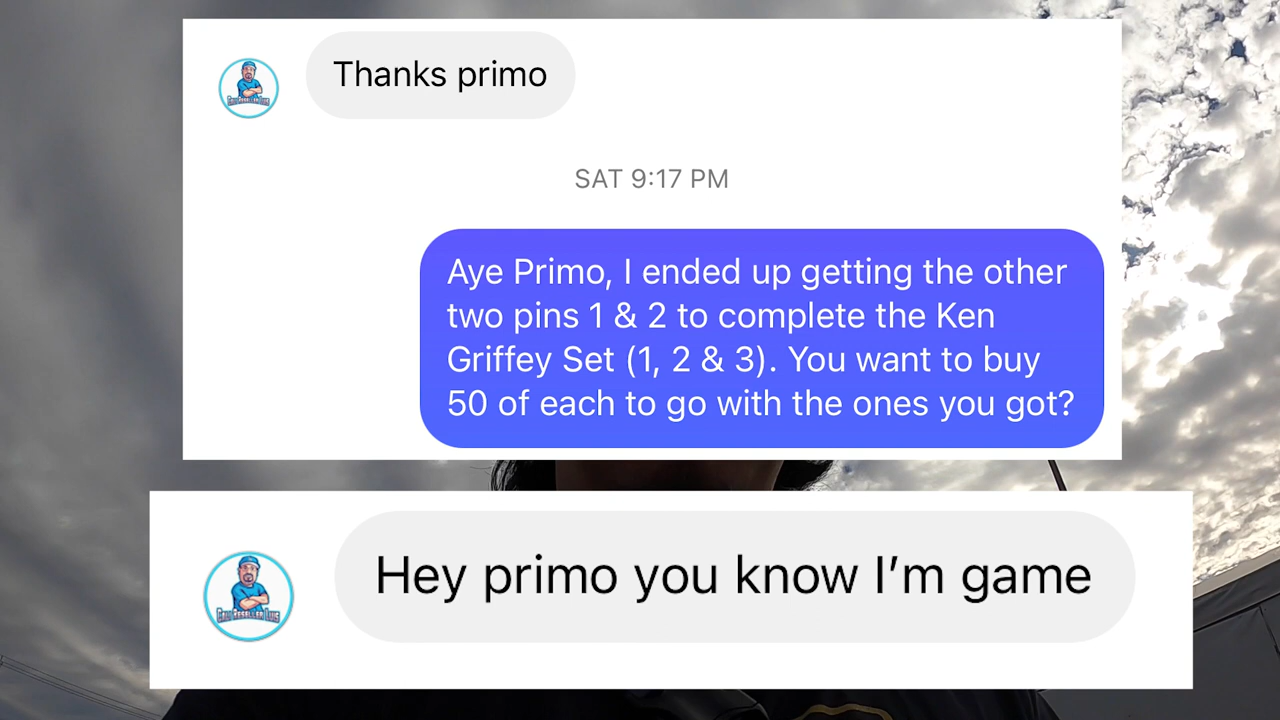 Thanks primo
SAT 9:17 PM
Aye Primo, I ended up getting the other
two pins 1 & 2 to complete the Ken
Griffey Set (1, 2 & 3). You want to buy
50 of each to go with the ones you got?
Hey primo you know I’m game